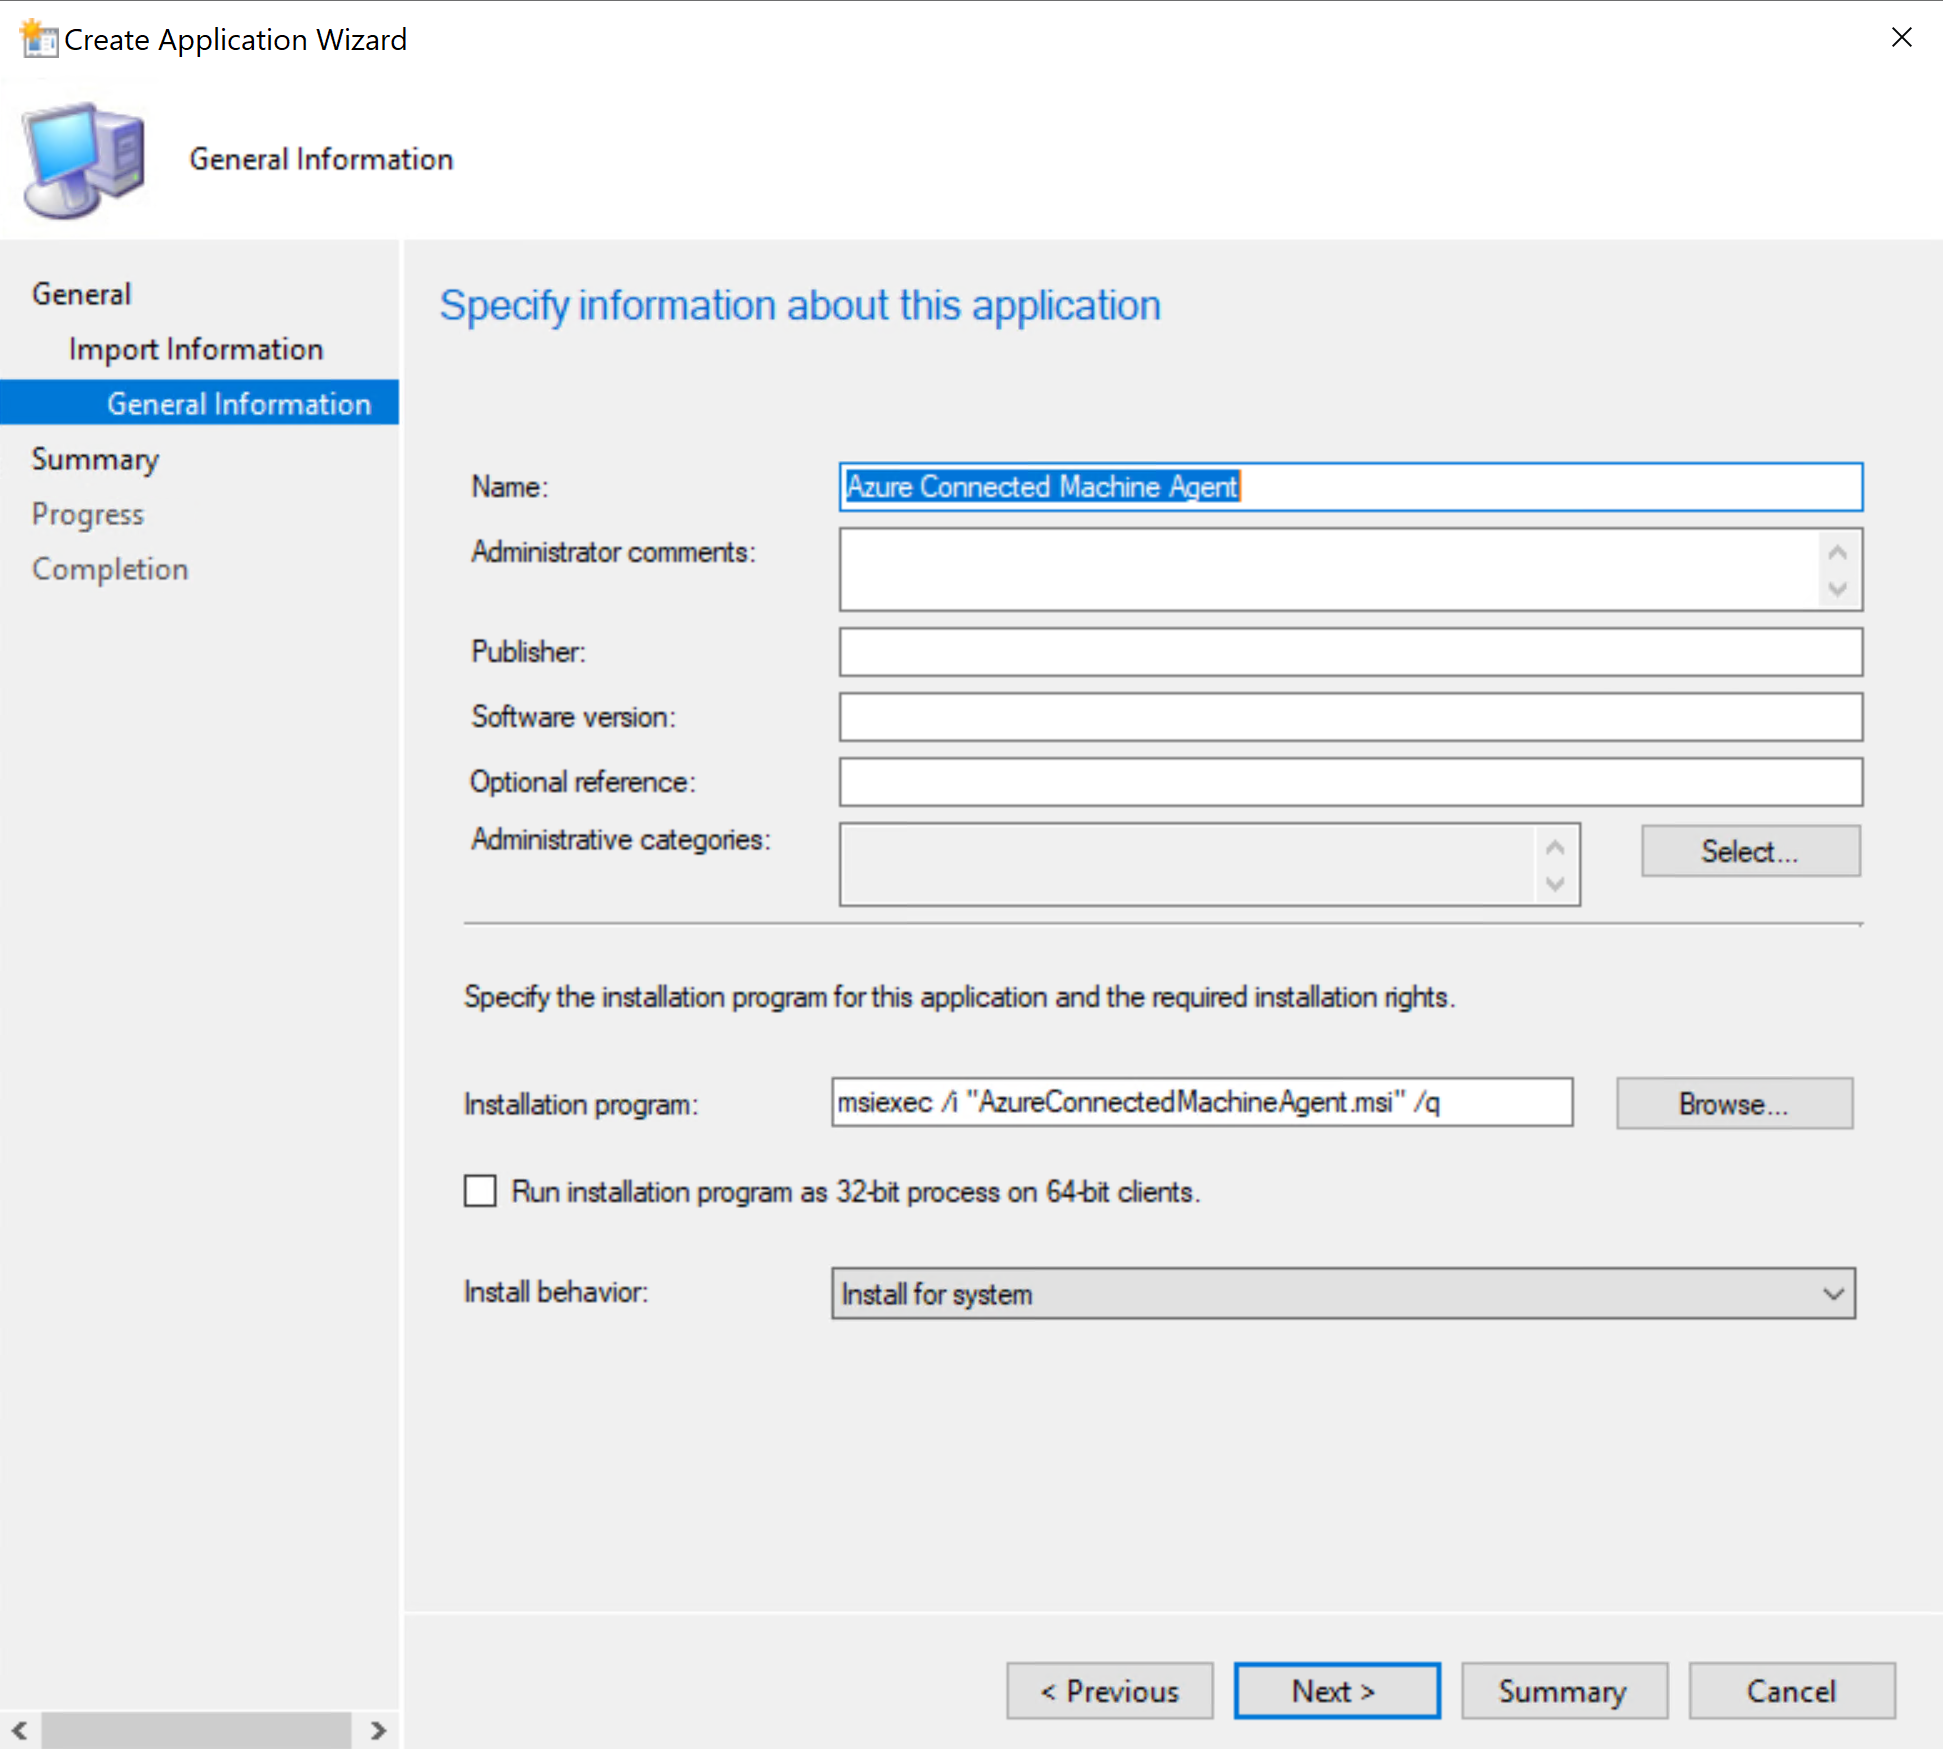 Create Application Wizard
General Information
General
Import Information
General Information
Summary
Progress
Completion
Specify information about this application
Name: Azure Connected Machine Agent
Administrator comments:
Publisher:
Software version:
Optional reference:
Administrative categories: Select...
Specify the installation program for this application and the required installation rights.
Installation program: msiexec /i "AzureConnectedMachineAgent.msi" /q Browse...
Run installation program as 32-bit process on 64-bit clients.
Install behavior: Install for system
< Previous Next > Summary Cancel